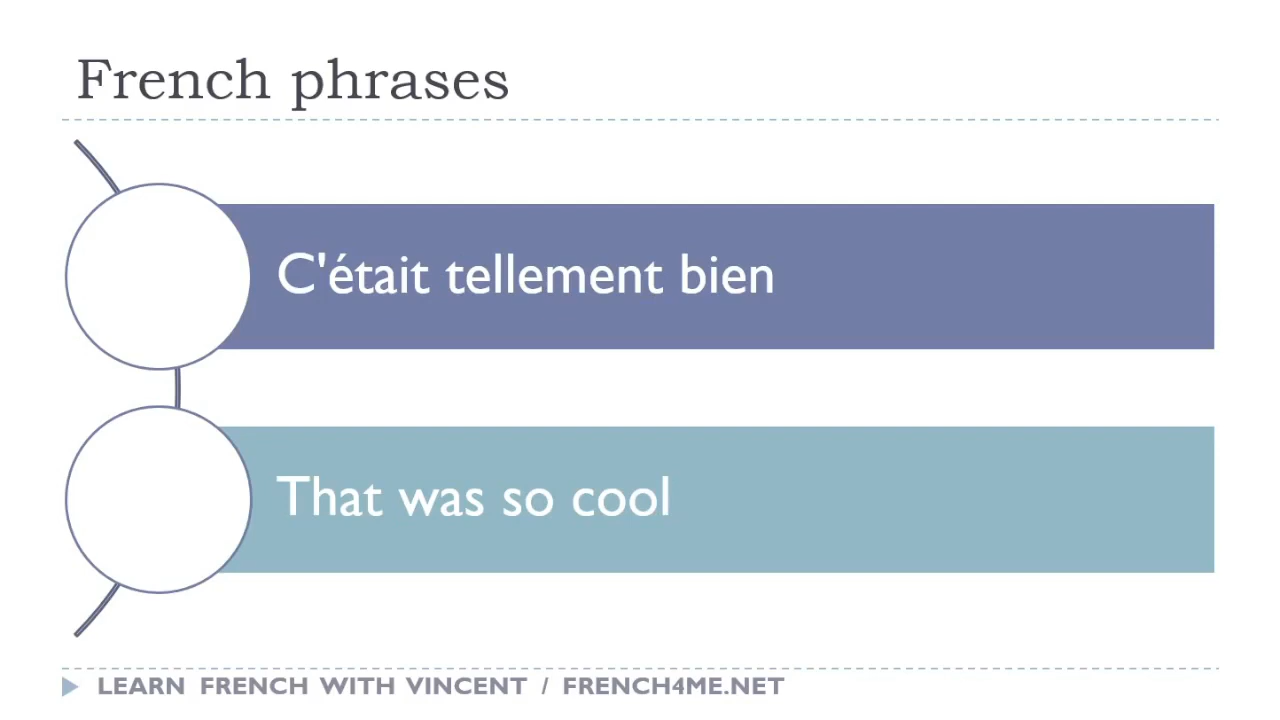 French phrases
C'était tellement bien
That was so cool
LEARN FRENCH WITH VINCENT / FRENCH4ME.NET